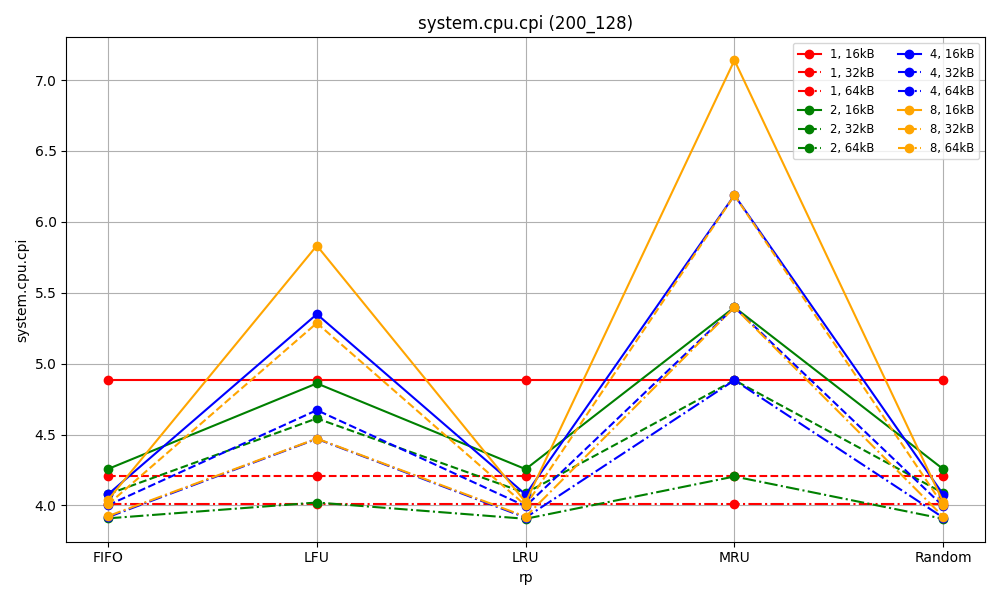 system.cpu.cpi (200_128)
system.cpu.cpi
7.0
6.5
6.0
5.5
5.0
4.5
4.0
1, 16kB
1, 32kB
1, 64kB
2, 16kB
2, 32kB
2, 64kB
4, 16kB
4, 32kB
4, 64kB
8, 16kB
8, 32kB
8, 64kB
FIFO LFU LRU MRU Random
rp